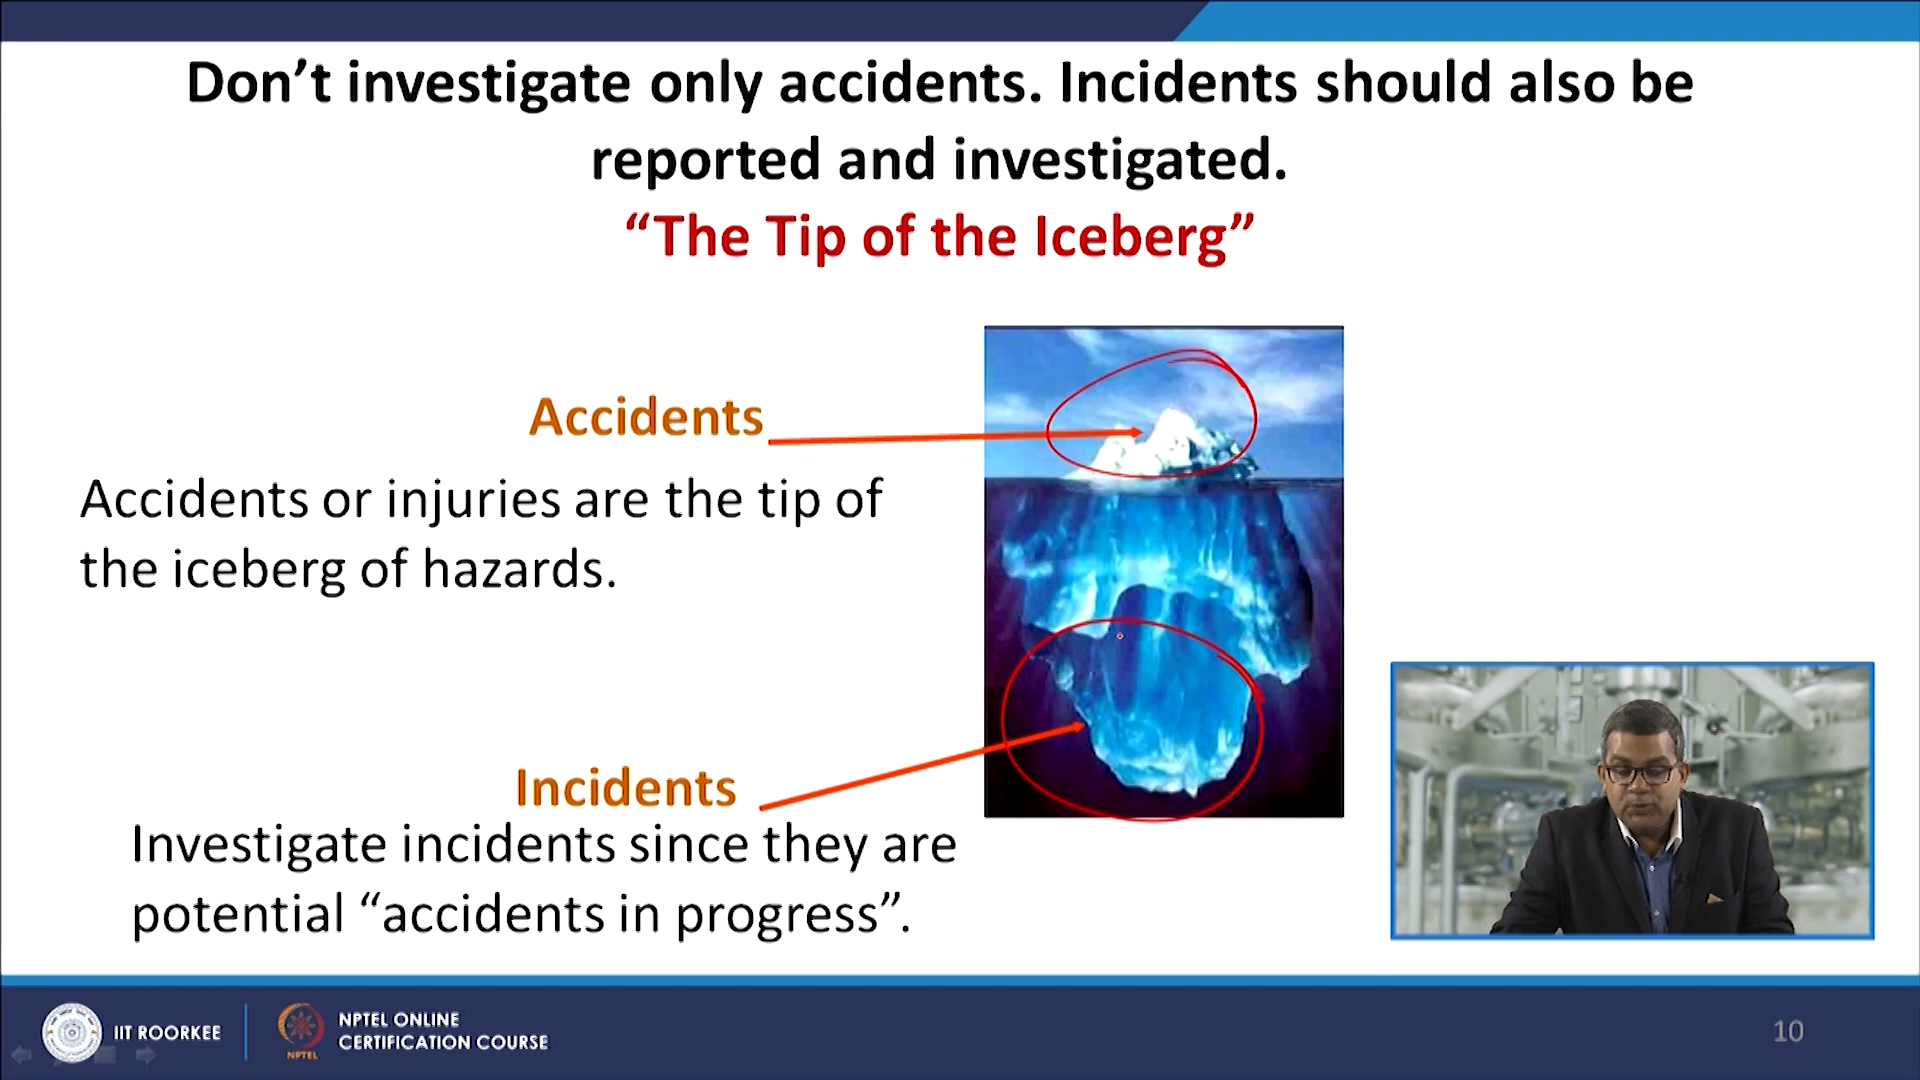 Don’t investigate only accidents. Incidents should also be
reported and investigated.
“The Tip of the Iceberg”
Accidents
Accidents or injuries are the tip of
the iceberg of hazards.
Incidents
Investigate incidents since they are
potential “accidents in progress”.
IIT ROORKEE
NPTEL
NPTEL ONLINE
CERTIFICATION COURSE
10